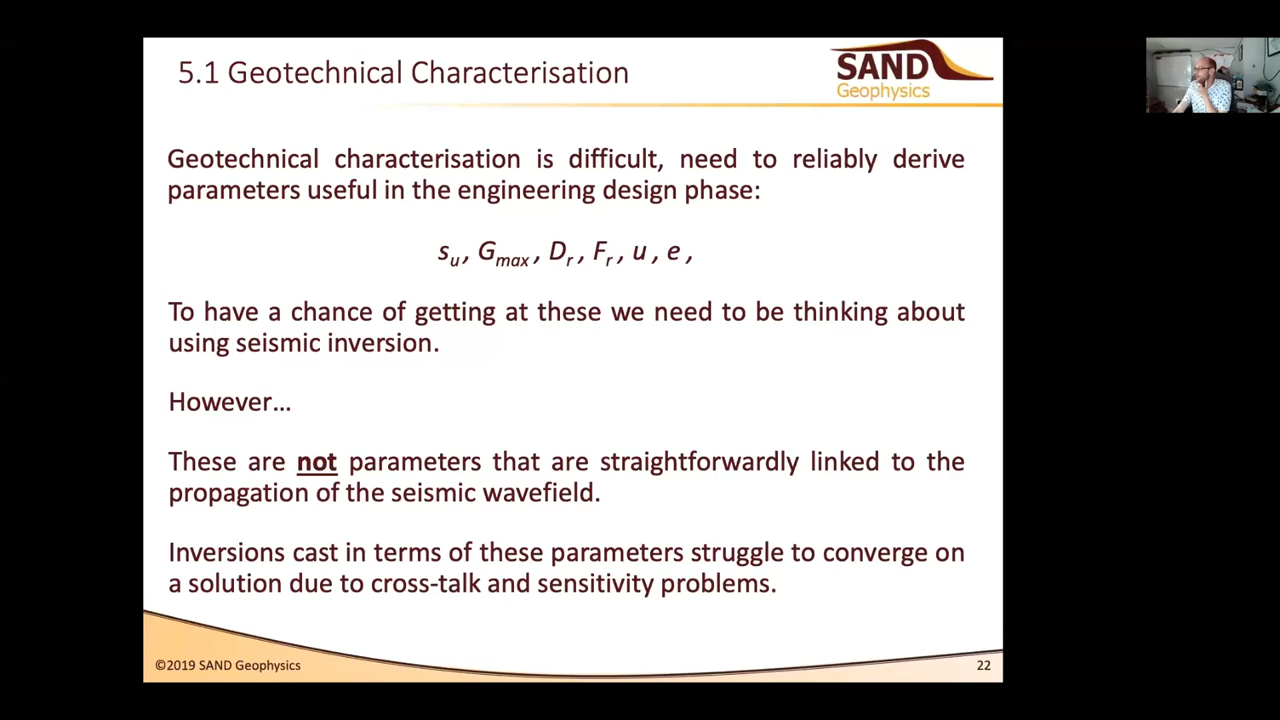 5.1 Geotechnical Characterisation
SAND
Geophysics
Geotechnical characterisation is difficult, need to reliably derive
parameters useful in the engineering design phase:
su, Gmax, Dr, Fr, u, e,
To have a chance of getting at these we need to be thinking about
using seismic inversion.
However...
These are not parameters that are straightforwardly linked to the
propagation of the seismic wavefield.
Inversions cast in terms of these parameters struggle to converge on
a solution due to cross-talk and sensitivity problems.
©2019 SAND Geophysics
22